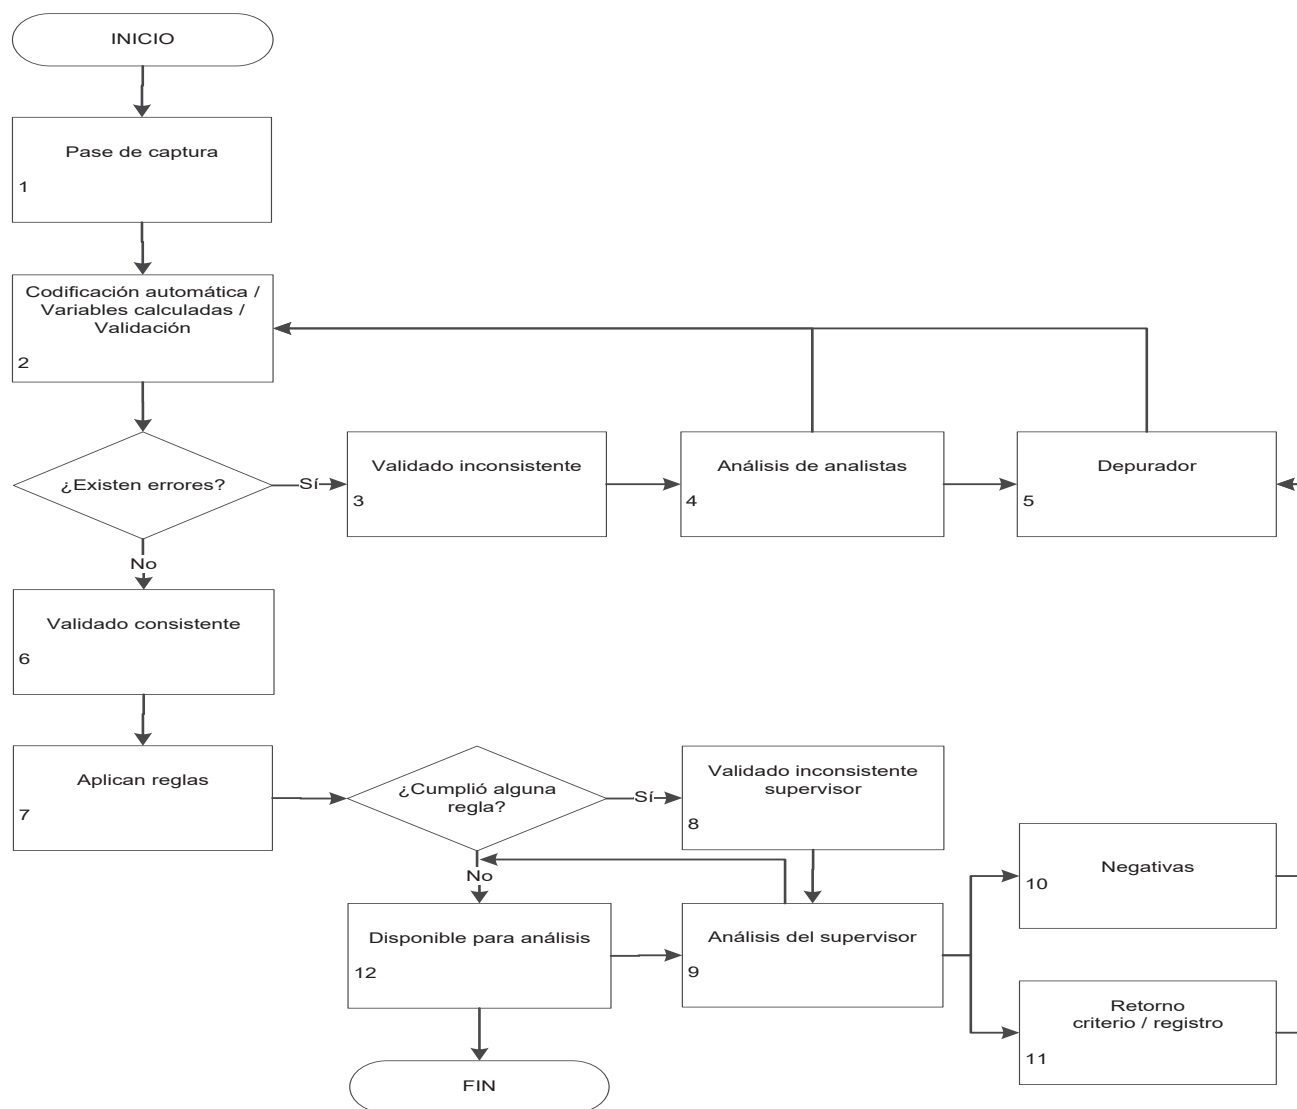 INICIO
Pase de captura
1
Codificación automática /
Variables calculadas /
Validación
2
¿Existen errores?
Sí
Validado inconsistente
3
Análisis de analistas
4
Depurador
5
No
Validado consistente
6
Aplican reglas
7
¿Cumplió alguna
regla?
Sí
Validado inconsistente
supervisor
8
No
Disponible para análisis
12
Análisis del supervisor
9
Negativas
10
Retorno
criterio / registro
11
FIN